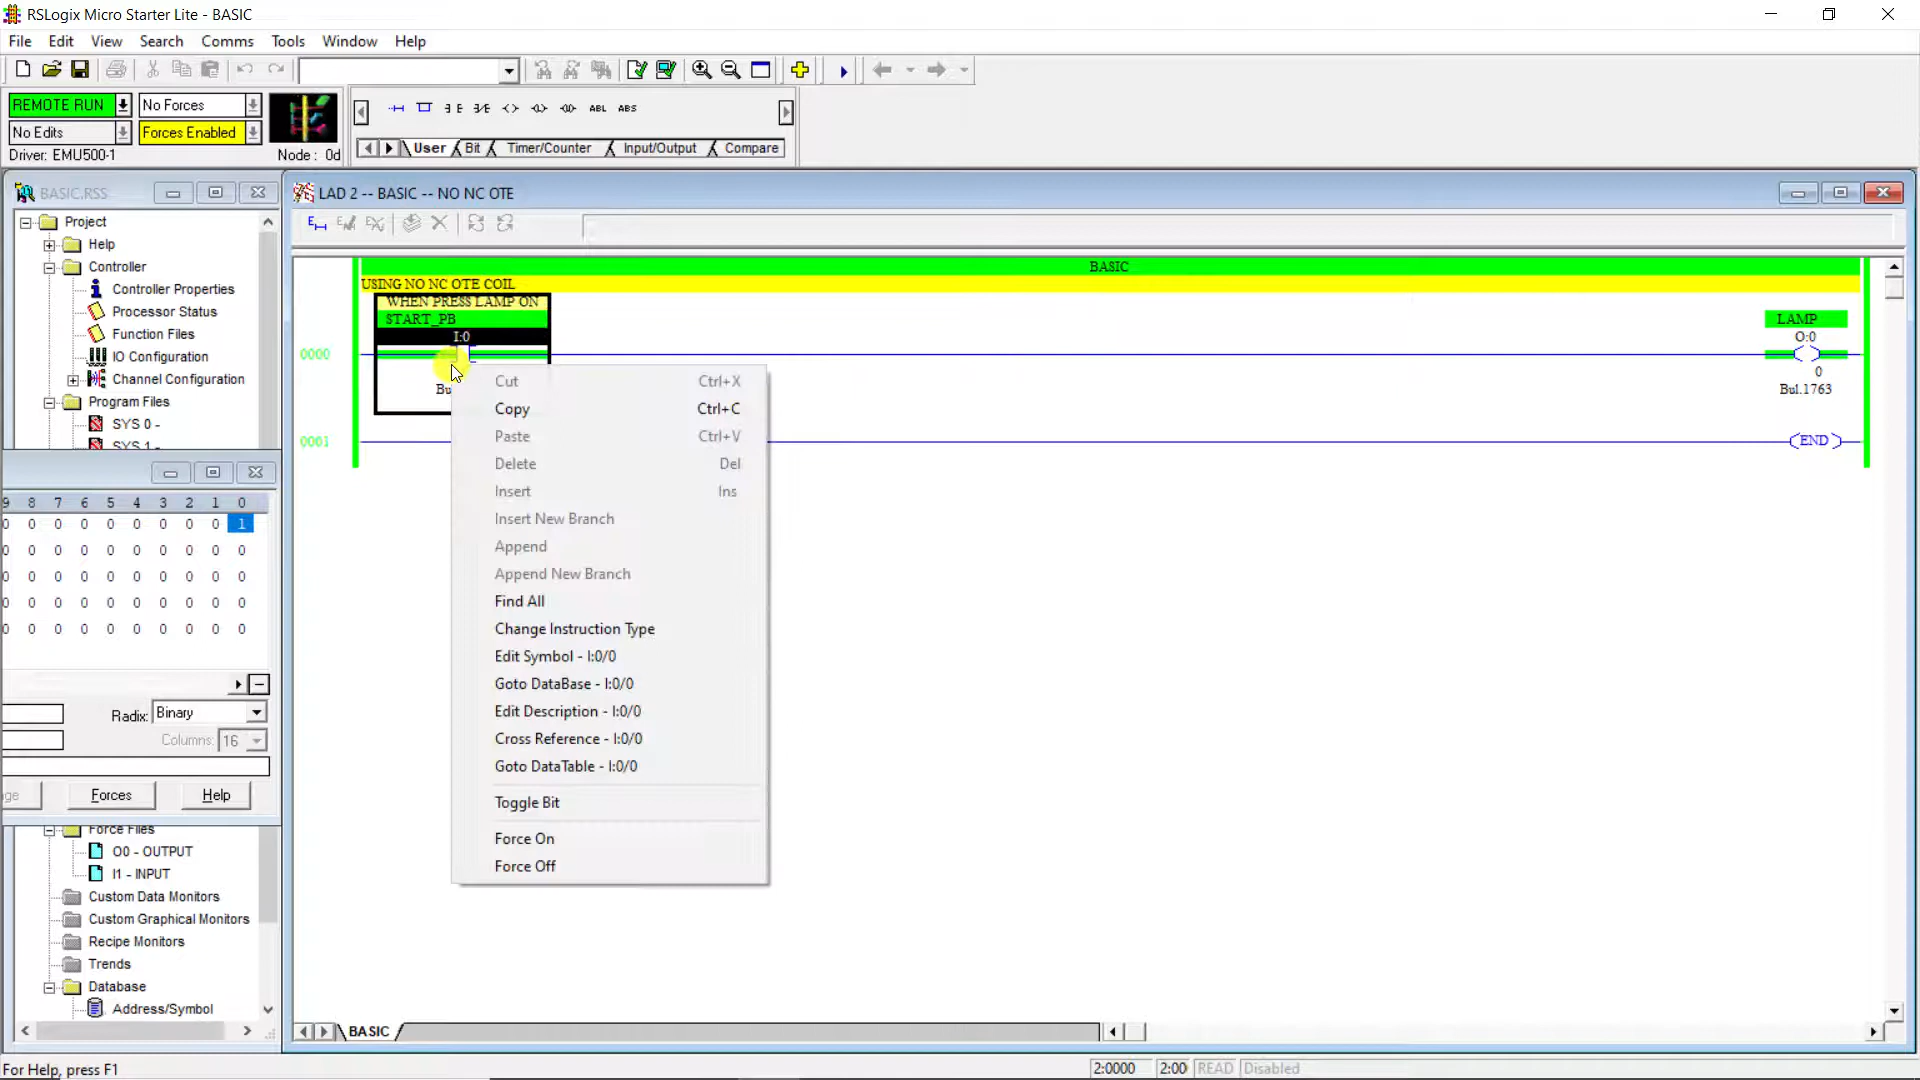 RSLogix Micro Starter Lite - BASIC
File Edit View Search Comms Tools Window Help
REMOTE RUN No Forces
No Edits Forces Enabled
Driver: EMU500-1 Node : 0d
ABL ABS
User Bit Timer/Counter Input/Output Compare
BASIC.RSS
Project
Help
Controller
Controller Properties
Processor Status
Function Files
IO Configuration
Channel Configuration
Program Files
SYS 0 -
SYS 1 -
9 8 7 6 5 4 3 2 1 0
0 0 0 0 0 0 0 0 0 1
0 0 0 0 0 0 0 0 0 0
0 0 0 0 0 0 0 0 0 0
0 0 0 0 0 0 0 0 0 0
0 0 0 0 0 0 0 0 0 0
Radix: Binary
Columns: 16
ge Forces Help
Force Files
O0 - OUTPUT
I1 - INPUT
Custom Data Monitors
Custom Graphical Monitors
Recipe Monitors
Trends
Database
Address/Symbol
LAD 2 -- BASIC -- NO NC OTE
BASIC
USING NO NC OTE COIL
WHEN PRESS LAMP ON
START_PB
I:0
0000
Bu
LAMP
O:0
0
Bul.1763
0001
END
Cut Ctrl+X
Copy Ctrl+C
Paste Ctrl+V
Delete Del
Insert Ins
Insert New Branch
Append
Append New Branch
Find All
Change Instruction Type
Edit Symbol - I:0/0
Goto DataBase - I:0/0
Edit Description - I:0/0
Cross Reference - I:0/0
Goto DataTable - I:0/0
Toggle Bit
Force On
Force Off
BASIC
For Help, press F1
2:0000 2:00 READ Disabled